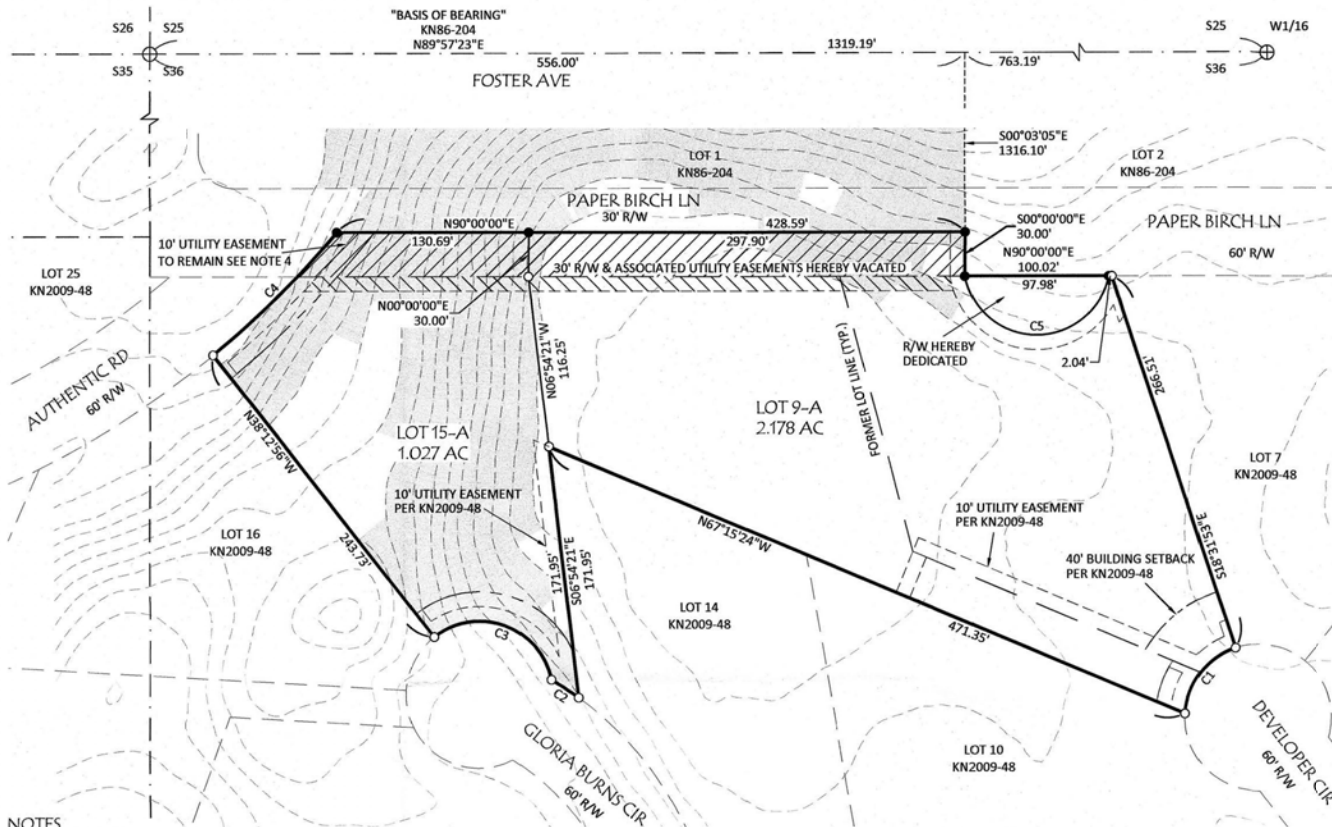 S26
S25
S35
S36
"BASIS OF BEARING"
KN86-204
N89°57'23"E
556.00'
FOSTER AVE
1319.19'
763.19'
S25
W1/16
S36
S00°03'05"E
1316.10'
LOT 1
KN86-204
LOT 2
KN86-204
PAPER BIRCH LN
30' R/W
PAPER BIRCH LN
60' R/W
N90°00'00"E
428.59'
130.69'
297.90'
S00°00'00"E
30.00'
N90°00'00"E
100.02'
97.98'
10' UTILITY EASEMENT
TO REMAIN SEE NOTE 4
30' R/W & ASSOCIATED UTILITY EASEMENTS HEREBY VACATED
LOT 25
KN2009-48
C4
N00°00'00"E
30.00'
C5
R/W HEREBY
DEDICATED
2.04'
AUTHENTIC RD
60' R/W
N06°54'21"W
116.25'
FORMER LOT LINE (TYP.)
266.51'
S18°31'53"E
N38°12'56"W
243.73'
LOT 15-A
1.027 AC
LOT 9-A
2.178 AC
LOT 7
KN2009-48
10' UTILITY EASEMENT
PER KN2009-48
N67°15'24"W
471.35'
10' UTILITY EASEMENT
PER KN2009-48
40' BUILDING SETBACK
PER KN2009-48
LOT 16
KN2009-48
171.95'
S06°54'21"E
171.95'
LOT 14
KN2009-48
C3
C2
C1
GLORIA BURNS CIR
60' R/W
LOT 10
KN2009-48
DEVELOPER CIR
60' R/W
NOTES